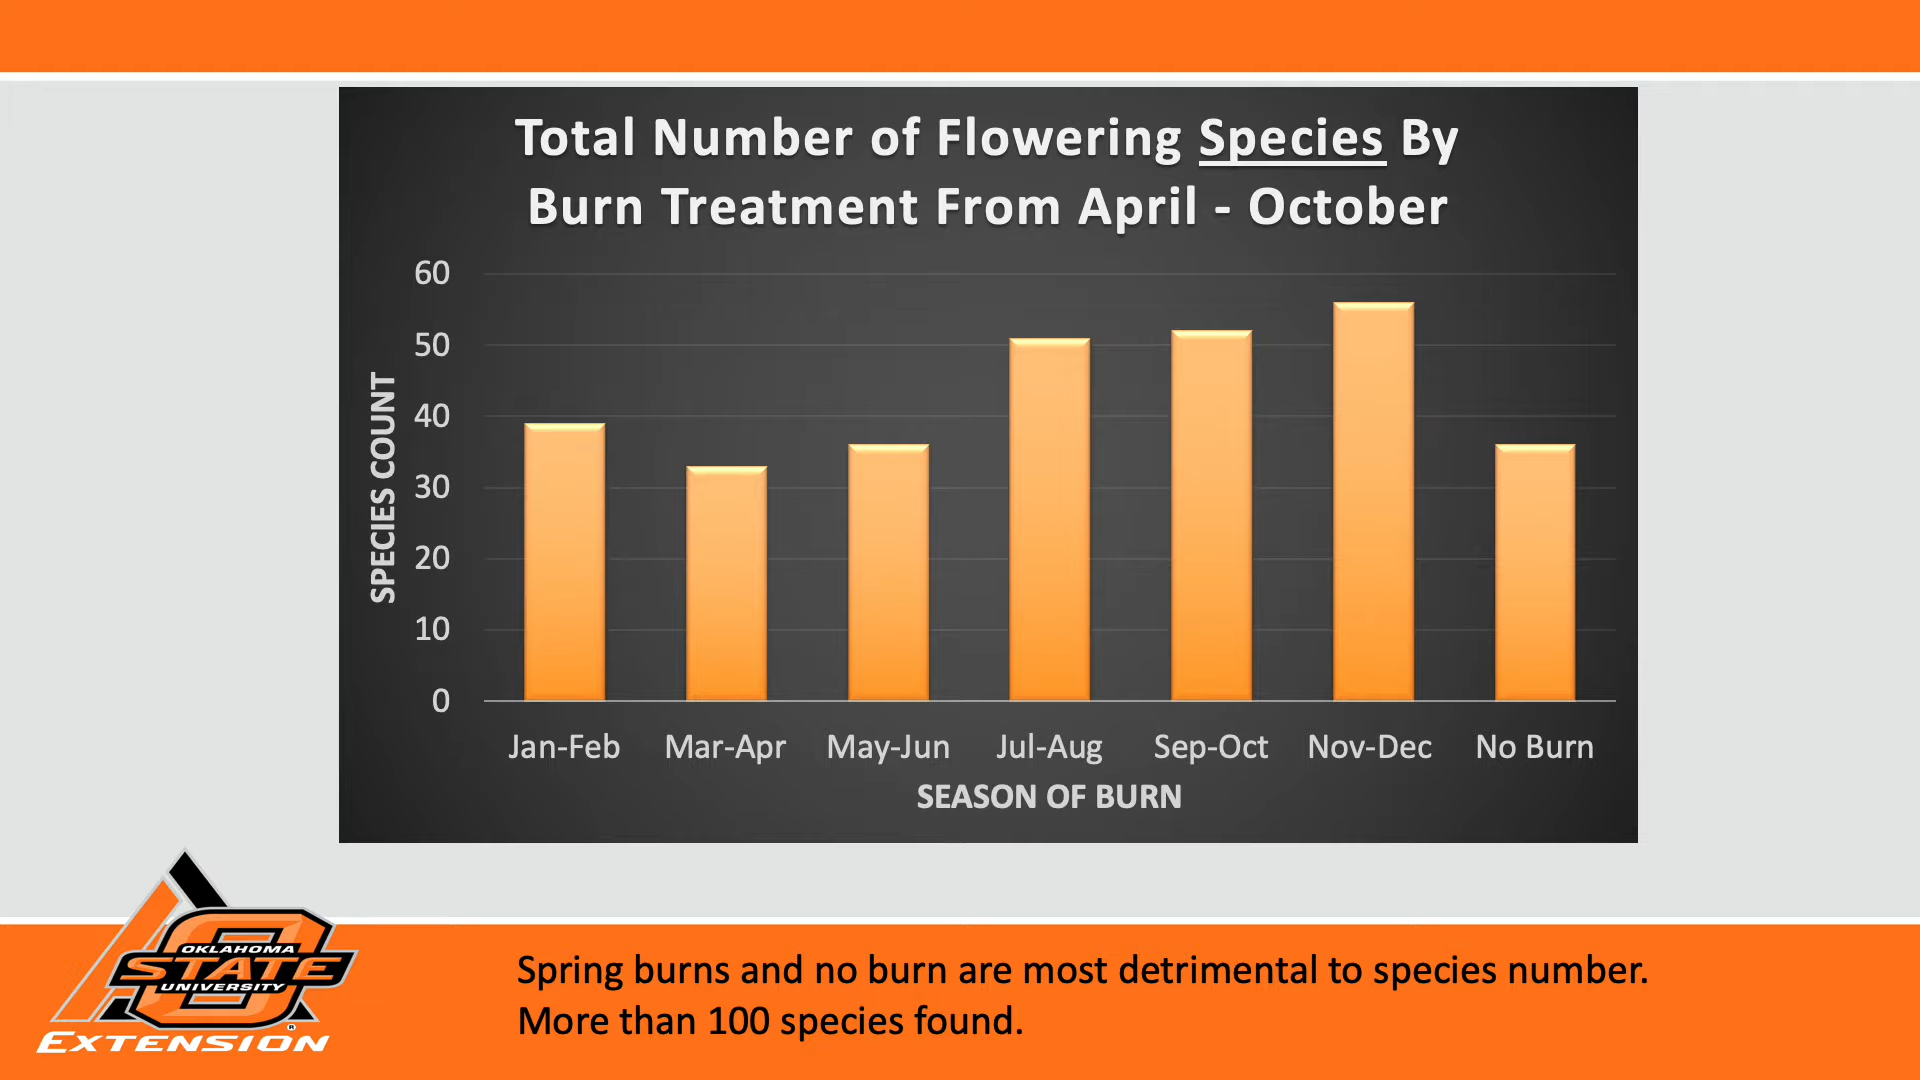 Total Number of Flowering Species By
Burn Treatment From April - October
60
50
40
30
20
10
0
SPECIES COUNT
Jan-Feb Mar-Apr May-Jun Jul-Aug Sep-Oct Nov-Dec No Burn
SEASON OF BURN
OKLAHOMA
STATE
UNIVERSITY
®
EXTENSION
Spring burns and no burn are most detrimental to species number.
More than 100 species found.